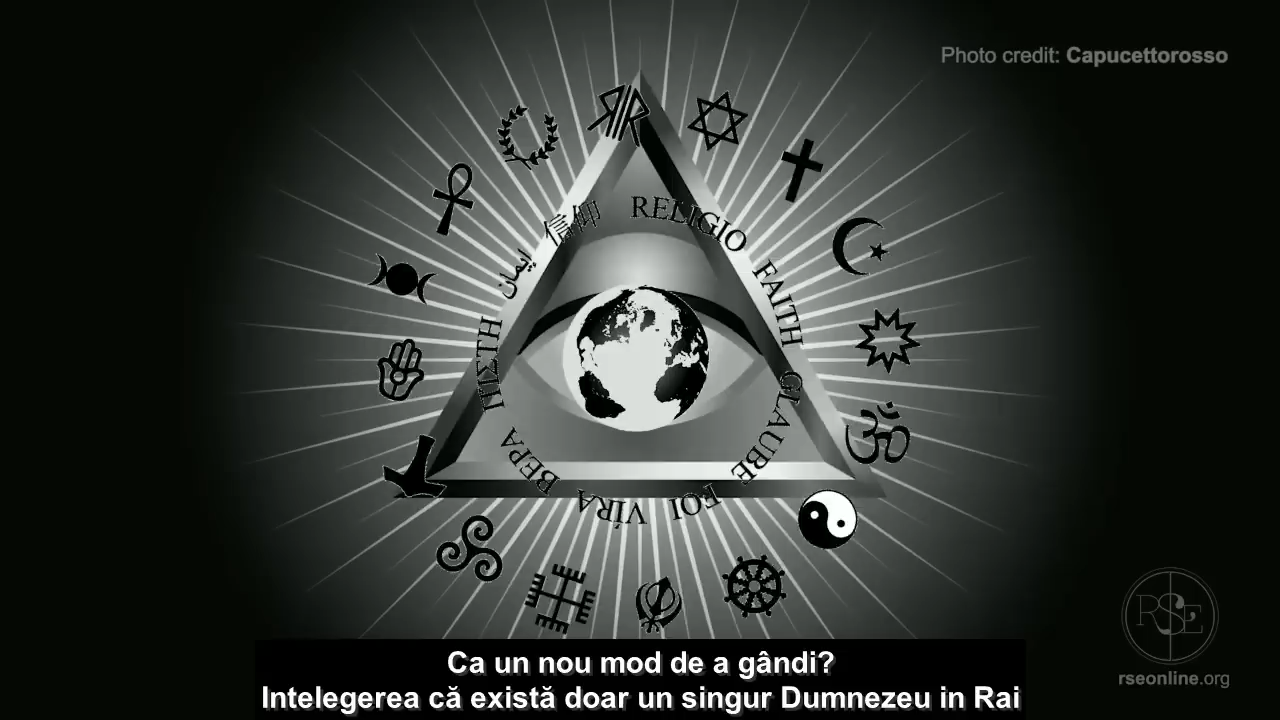 Photo credit: Capucettorosso
RELIGIO
FAITH
GLAUBE
FOI
VÍRA
ВЕРА
ΠΙΣΤΗ
ایمان
信仰
RSE
rseonline.org
Ca un nou mod de a gândi?
Intelegerea că există doar un singur Dumnezeu in Rai